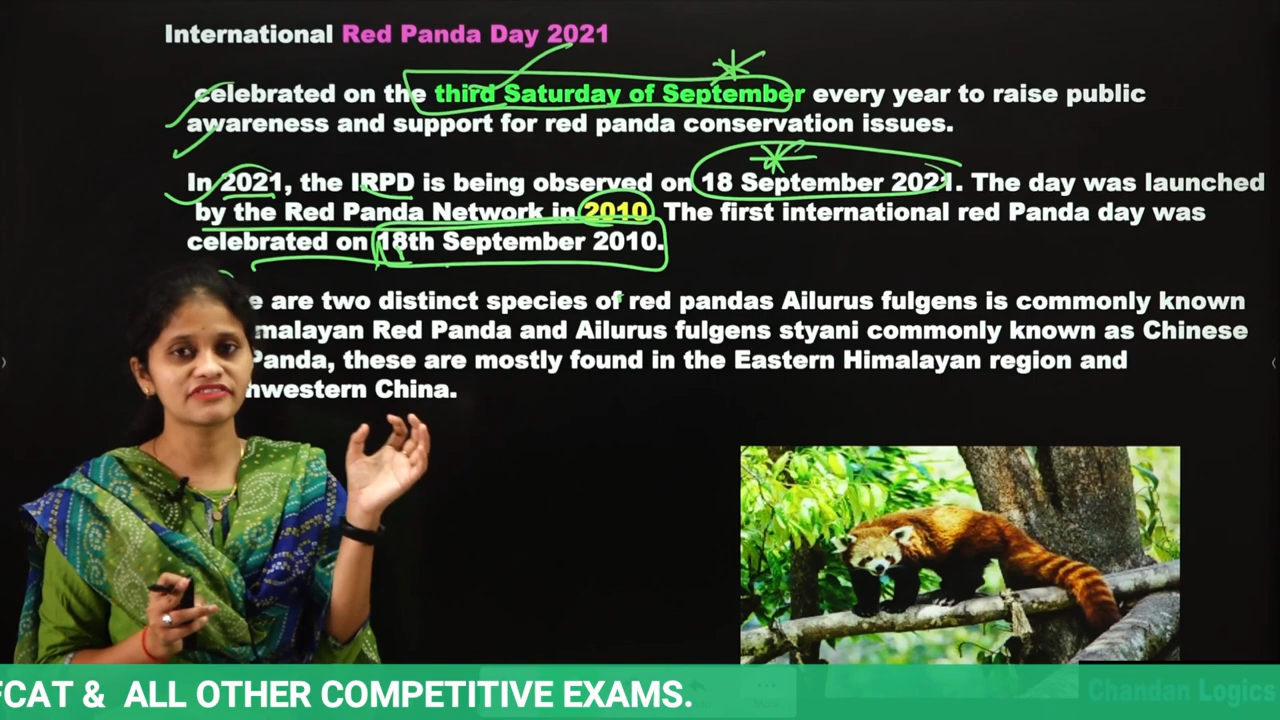 International Red Panda Day 2021
celebrated on the third Saturday of September every year to raise public
awareness and support for red panda conservation issues.
In 2021, the IRPD is being observed on 18 September 2021. The day was launched
by the Red Panda Network in 2010. The first international red Panda day was
celebrated on 18th September 2010.
e are two distinct species of red pandas Ailurus fulgens is commonly known
malayan Red Panda and Ailurus fulgens styani commonly known as Chinese
Panda, these are mostly found in the Eastern Himalayan region and
hwestern China.
FCAT & ALL OTHER COMPETITIVE EXAMS.
Chandan Logics